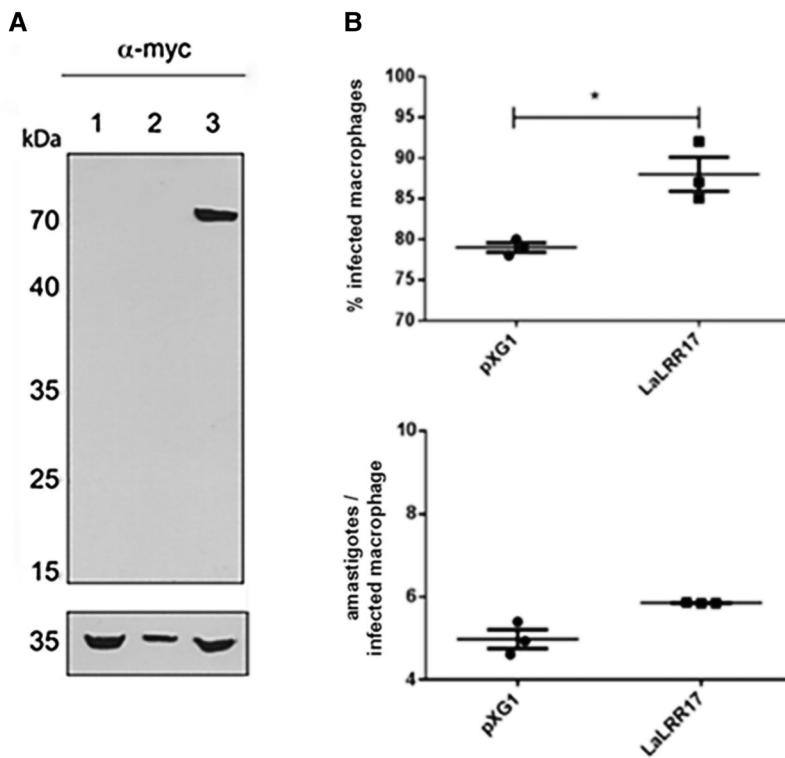 A
α-myc
kDa
1 2 3
70
40
35
25
15
35
B
% infected macrophages
100
95
90
85
80
75
70
*
pXG1
LaLRR17
amastigotes /
infected macrophage
10
8
6
4
pXG1
LaLRR17